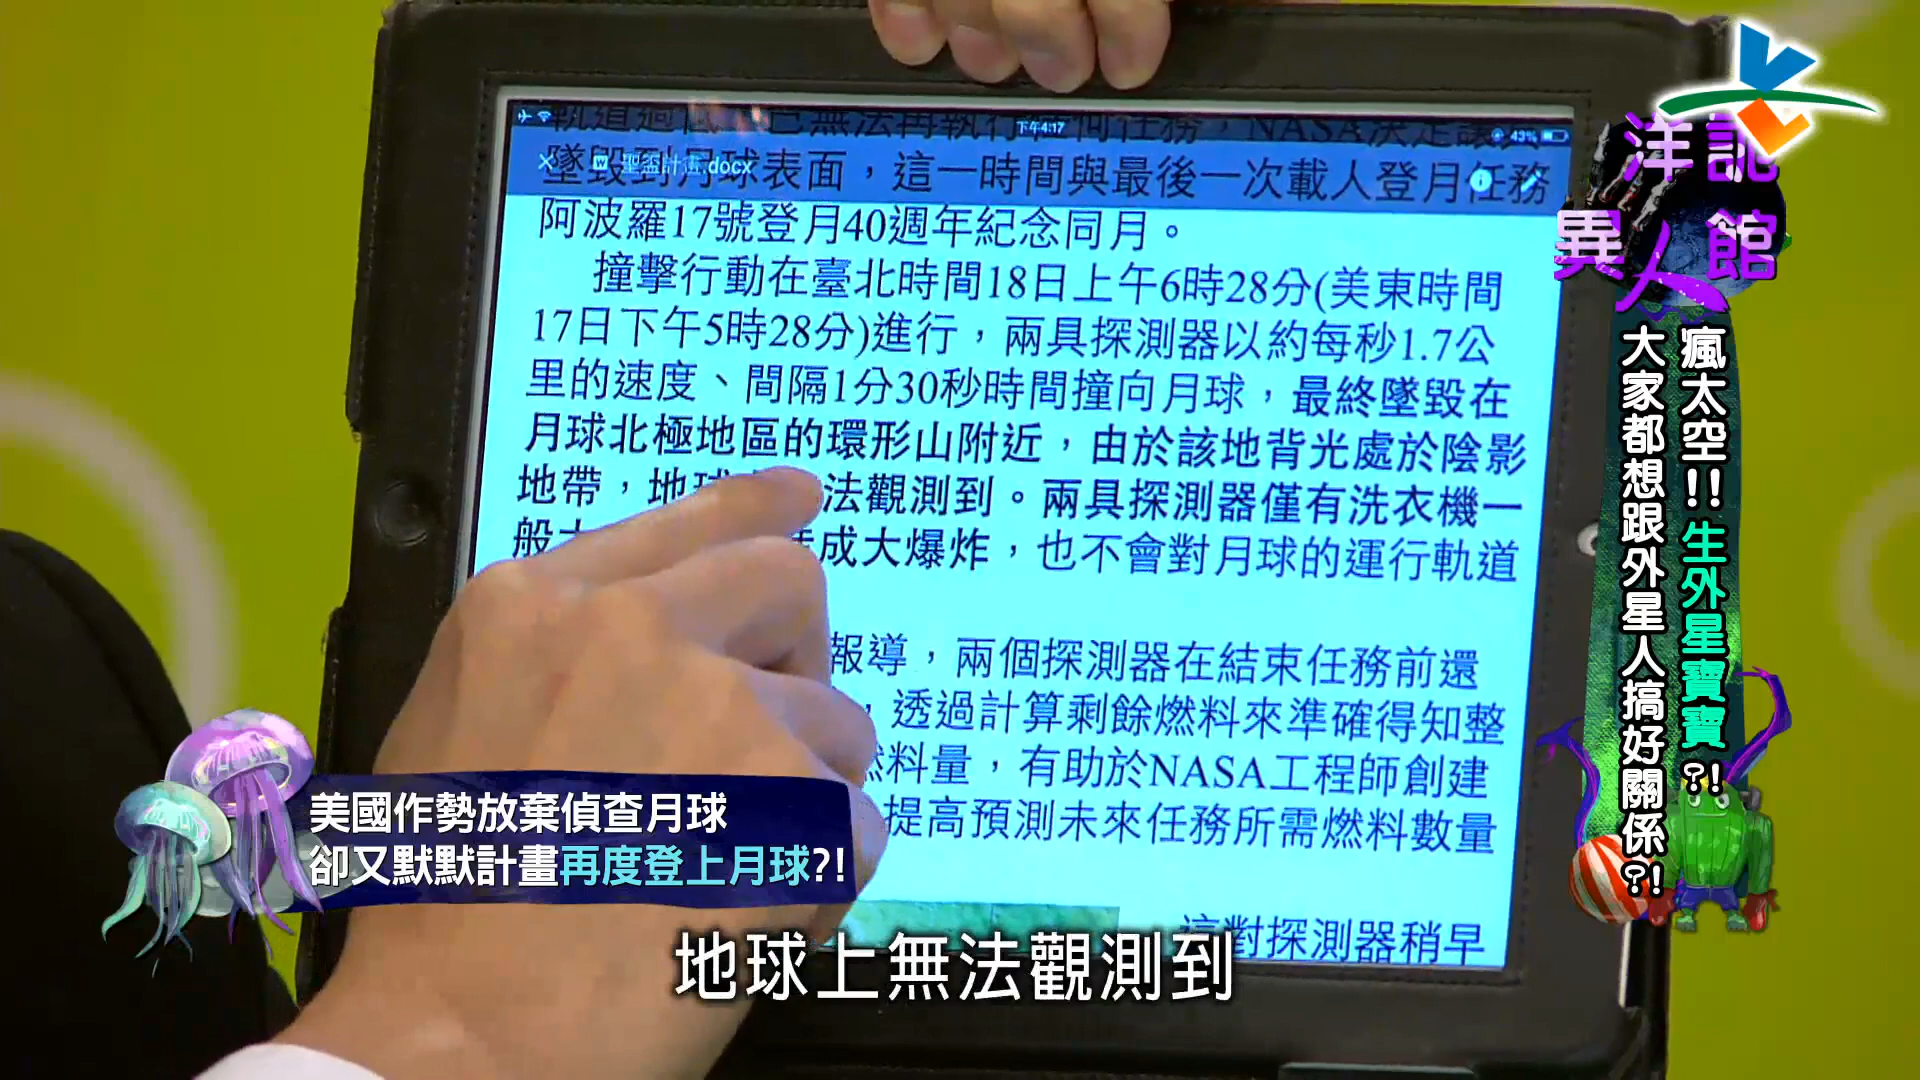 下午4:17
43%
聖盃計畫.docx
墜毀到月球表面，這一時間與最後一次載人登月任務
阿波羅17號登月40週年紀念同月。
撞擊行動在臺北時間18日上午6時28分(美東時間
17日下午5時28分)進行，兩具探測器以約每秒1.7公
里的速度、間隔1分30秒時間撞向月球，最終墜毀在
月球北極地區的環形山附近，由於該地背光處於陰影
地帶，地球 法觀測到。兩具探測器僅有洗衣機一
般 成大爆炸，也不會對月球的運行軌道
報導，兩個探測器在結束任務前還
，透過計算剩餘燃料來準確得知整
燃料量，有助於NASA工程師創建
提高預測未來任務所需燃料數量
這對探測器稍早
詭洋
異人館
瘋太空!!生外星寶寶?!
大家都想跟外星人搞好關係?!
美國作勢放棄偵查月球
卻又默默計畫再度登上月球?!
地球上無法觀測到